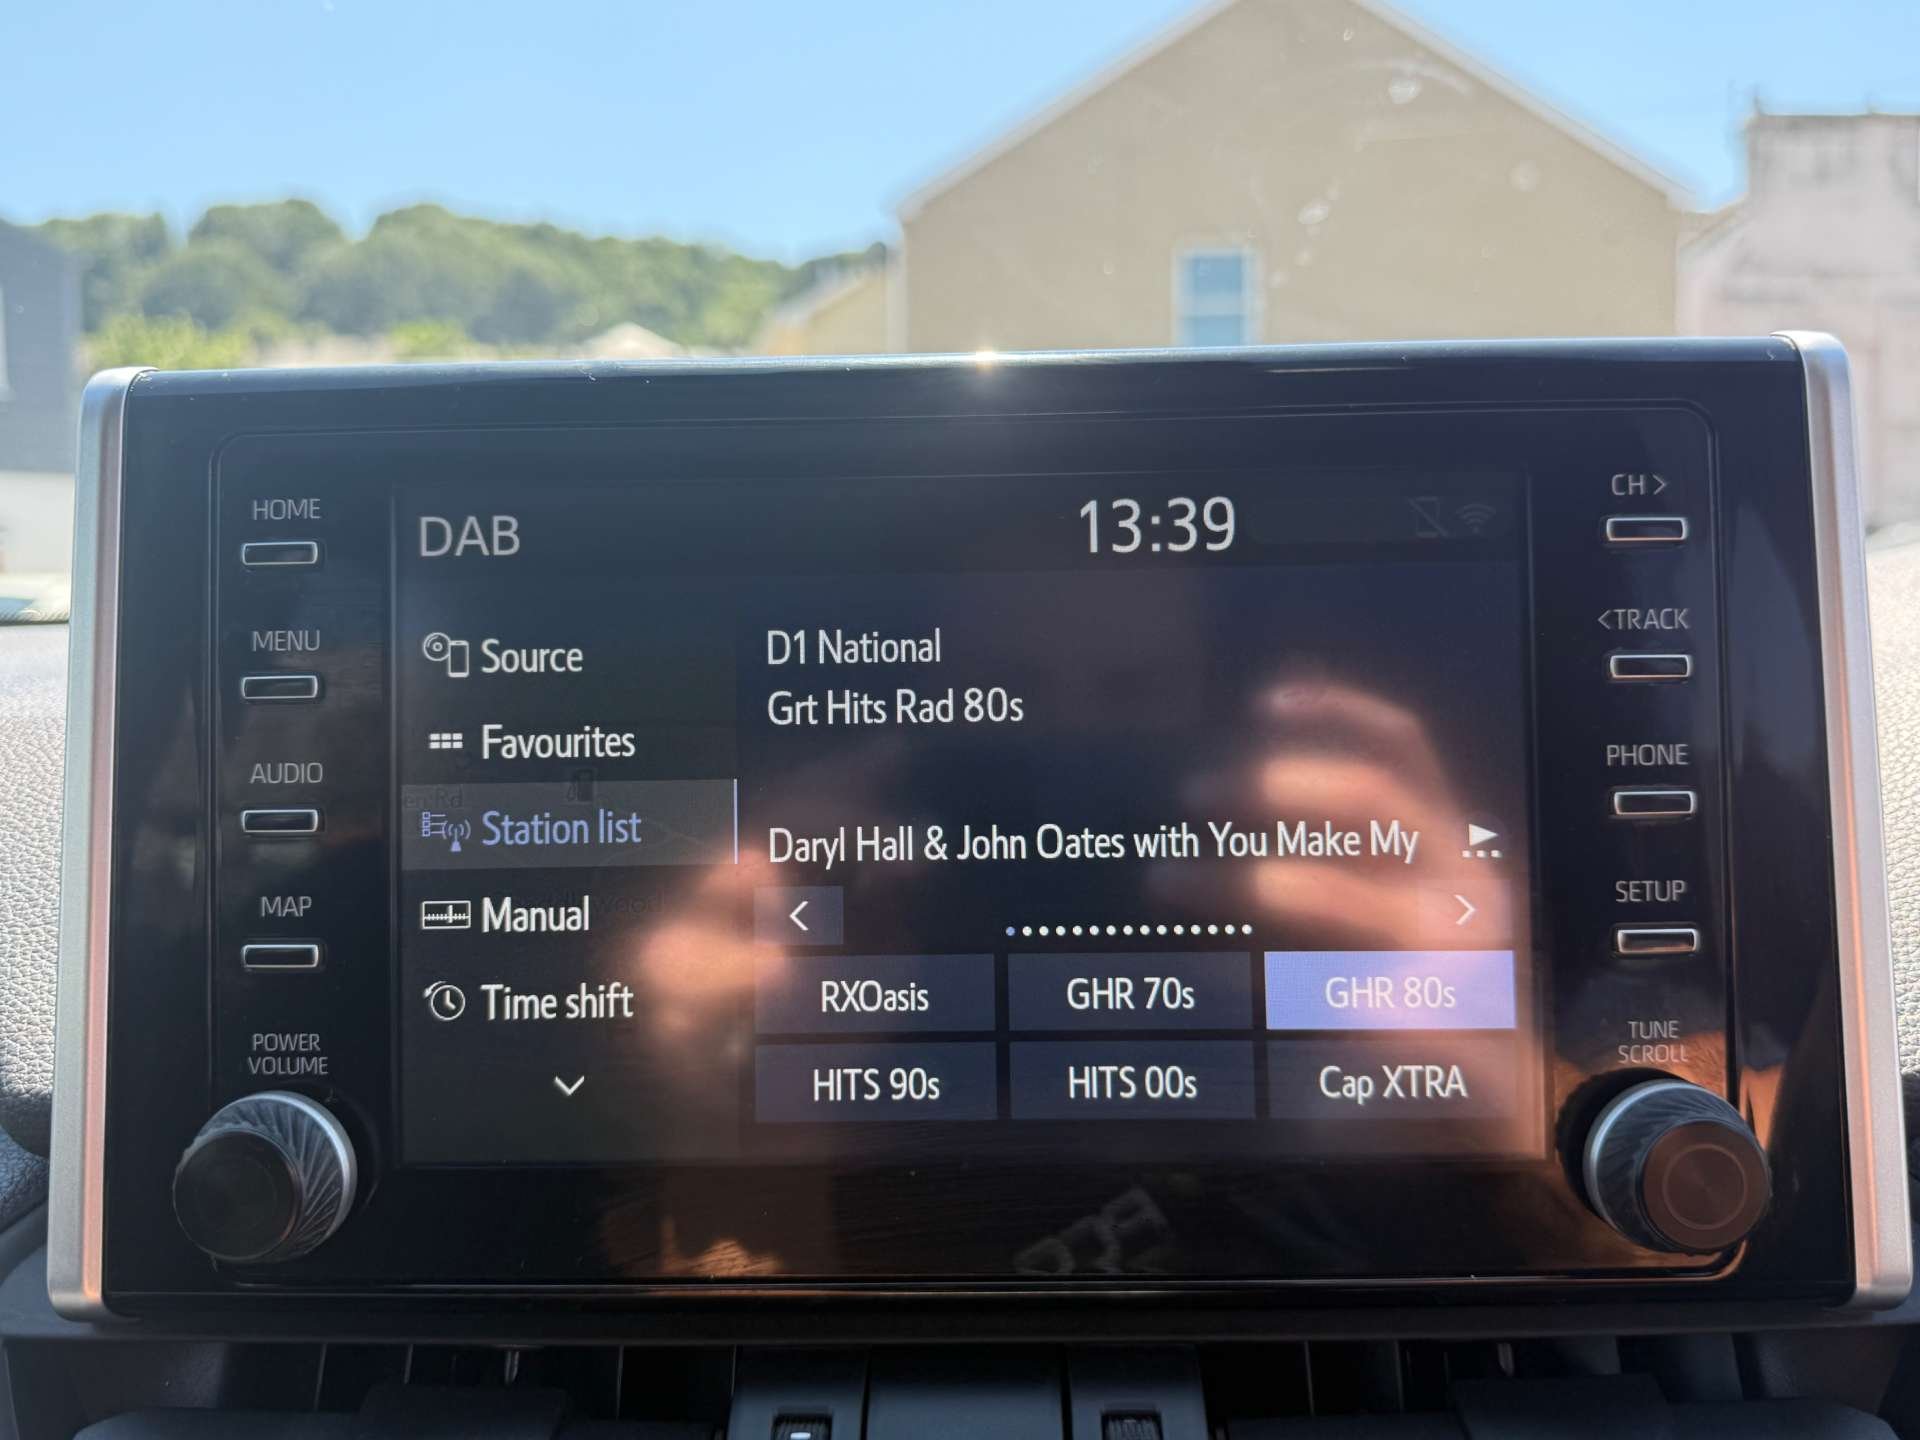 HOME
MENU
AUDIO
MAP
POWER
VOLUME
DAB
13:39
Source
Favourites
Station list
Manual
Time shift
D1 National
Grt Hits Rad 80s
Daryl Hall & John Oates with You Make My
RXOasis
GHR 70s
GHR 80s
HITS 90s
HITS 00s
Cap XTRA
CH >
<TRACK
PHONE
SETUP
TUNE
SCROLL